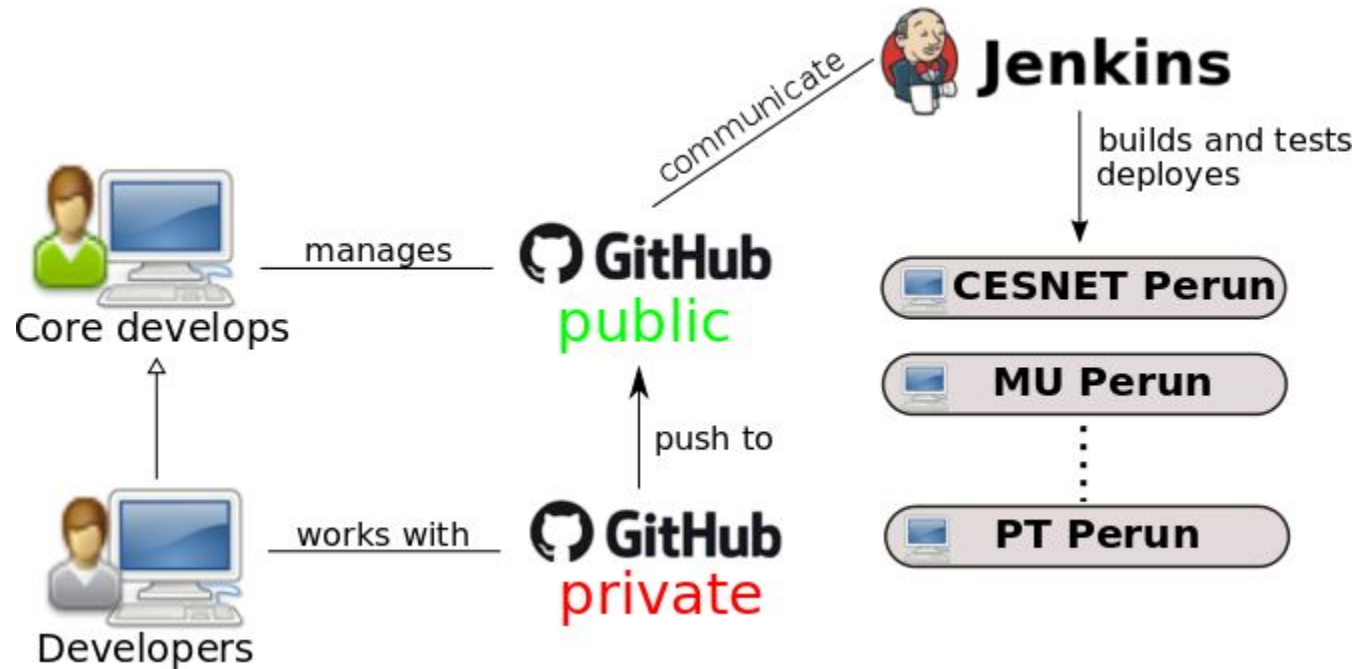 communicate
Jenkins
builds and tests
deployes
manages
GitHub
public
CESNET Perun
Core develops
MU Perun
push to
works with
GitHub
private
PT Perun
Developers